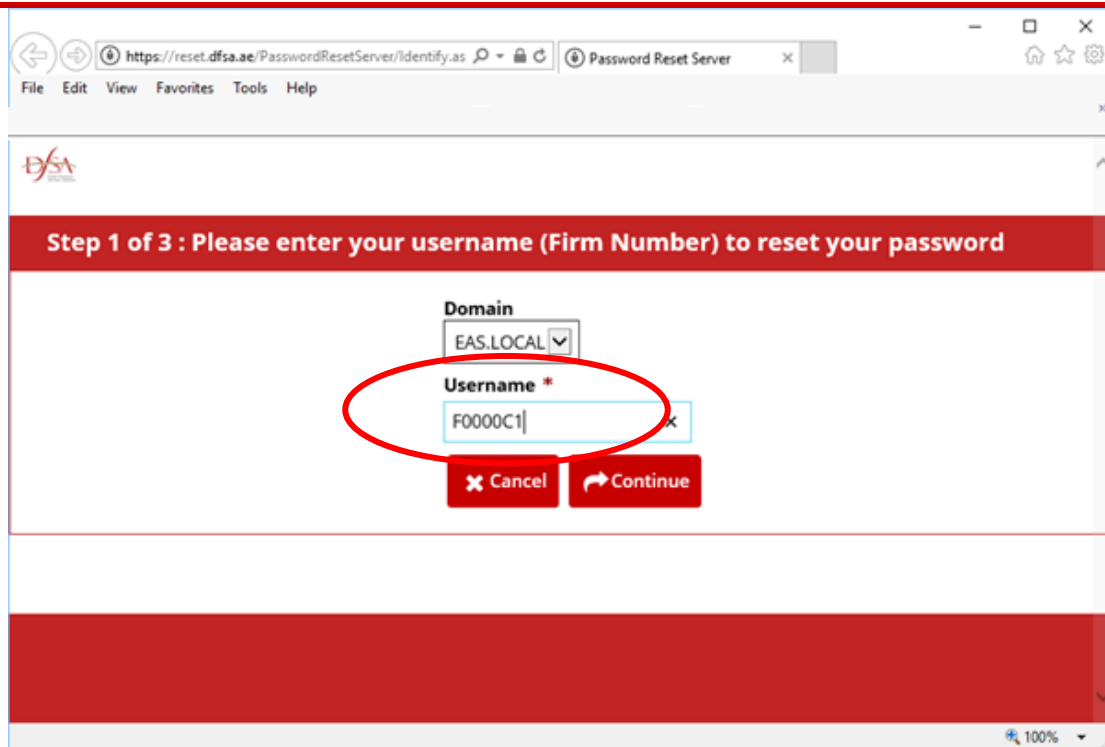 https://reset.dfsa.ae/PasswordResetServer/Identify.as
Password Reset Server
File Edit View Favorites Tools Help
DFSA
Step 1 of 3 : Please enter your username (Firm Number) to reset your password
Domain
EAS.LOCAL
Username *
F0000C1
Cancel Continue
100%